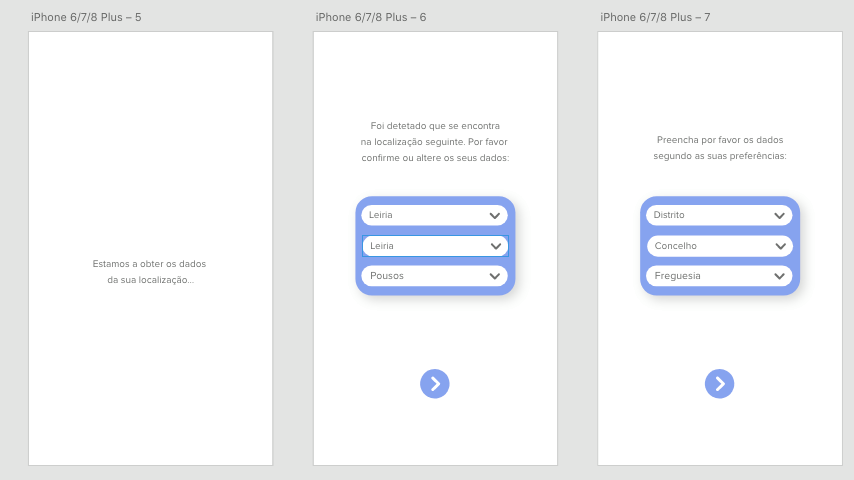 iPhone 6/7/8 Plus – 5
Estamos a obter os dados
da sua localização...
iPhone 6/7/8 Plus – 6
Foi detetado que se encontra
na localização seguinte. Por favor
confirme ou altere os seus dados:
Leiria
Leiria
Pousos
iPhone 6/7/8 Plus – 7
Preencha por favor os dados
segundo as suas preferências:
Distrito
Concelho
Freguesia